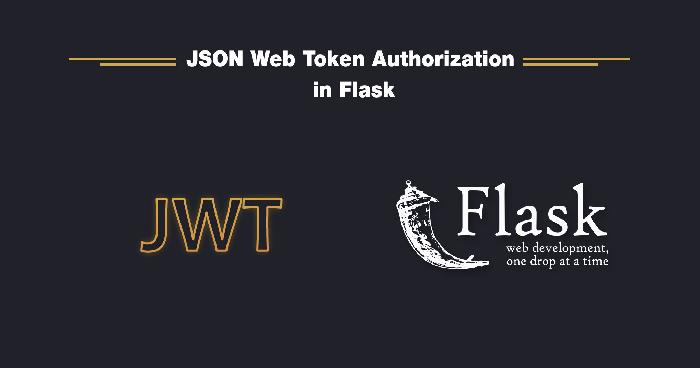 JSON Web Token Authorization
in Flask
JWT
Flask
web development,
one drop at a time